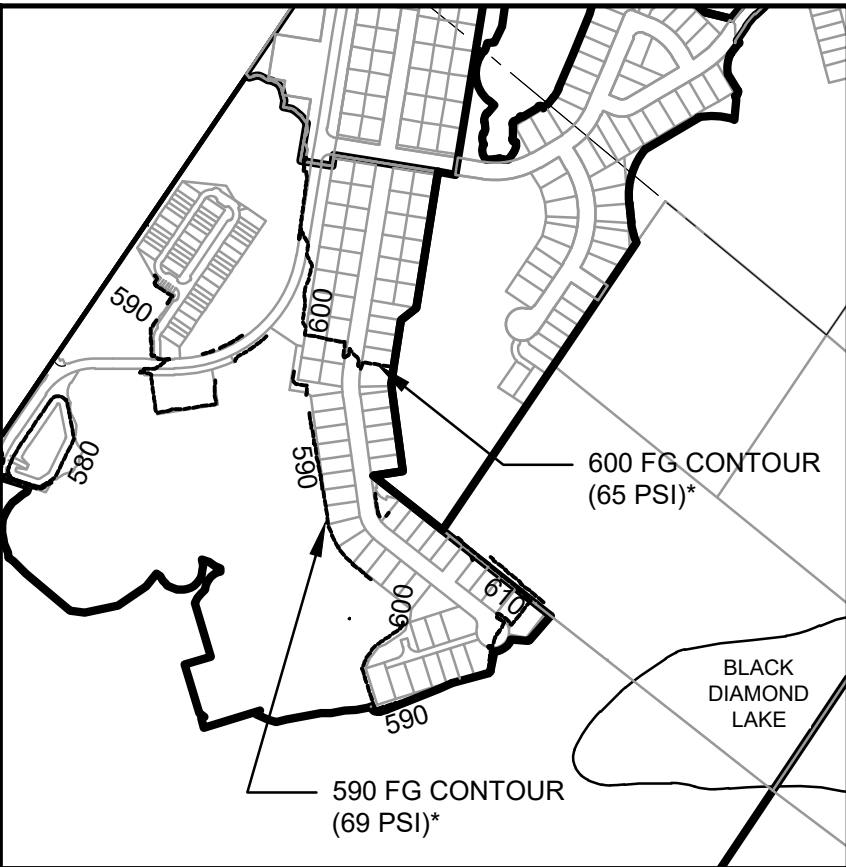 590
600
580
590
600 FG CONTOUR
(65 PSI)*
600
610
590
BLACK
DIAMOND
LAKE
590 FG CONTOUR
(69 PSI)*